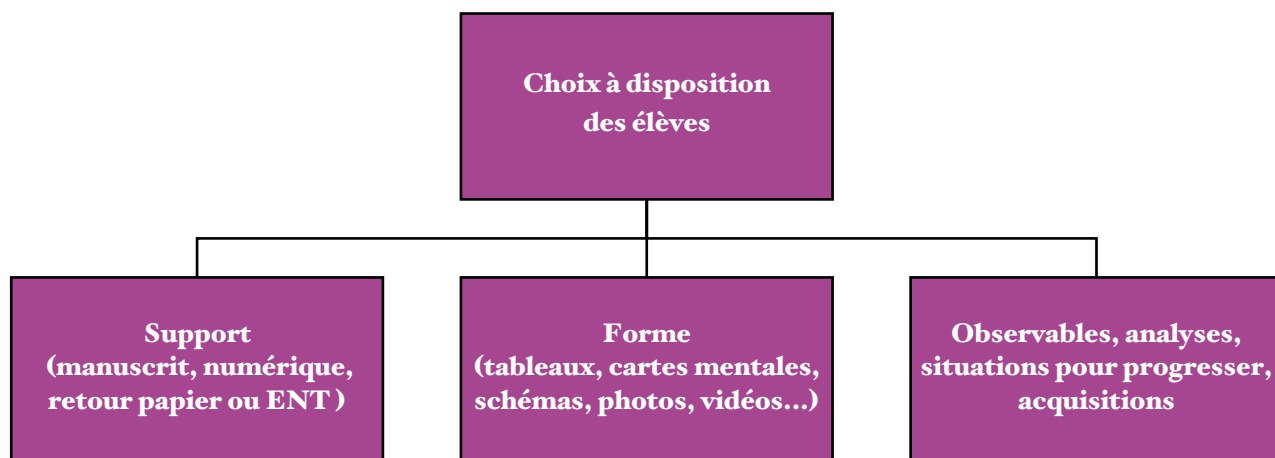 Choix à disposition
des élèves
Support
(manuscrit, numérique,
retour papier ou ENT )
Forme
(tableaux, cartes mentales,
schémas, photos, vidéos...)
Observables, analyses,
situations pour progresser,
acquisitions